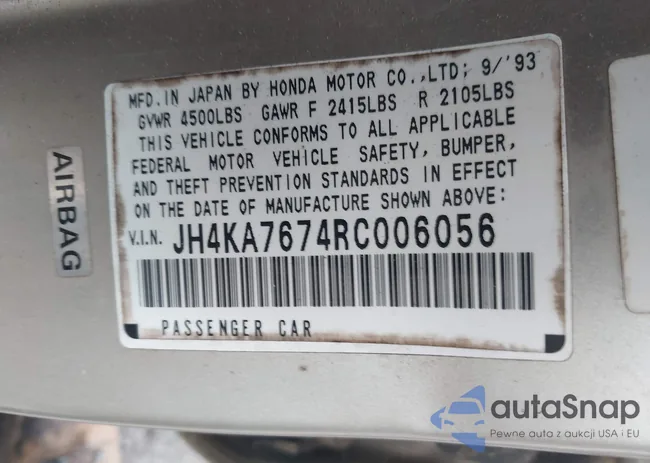 MFD.IN JAPAN BY HONDA MOTOR CO.,LTD; 9/'93
GVWR 4500LBS GAWR F 2415LBS R 2105LBS
THIS VEHICLE CONFORMS TO ALL APPLICABLE
FEDERAL MOTOR VEHICLE SAFETY, BUMPER,
AND THEFT PREVENTION STANDARDS IN EFFECT
ON THE DATE OF MANUFACTURE SHOWN ABOVE:
V.I.N. JH4KA7674RC006056
PASSENGER CAR
AIRBAG
autoSnap
Pewne auta z aukcji USA i EU